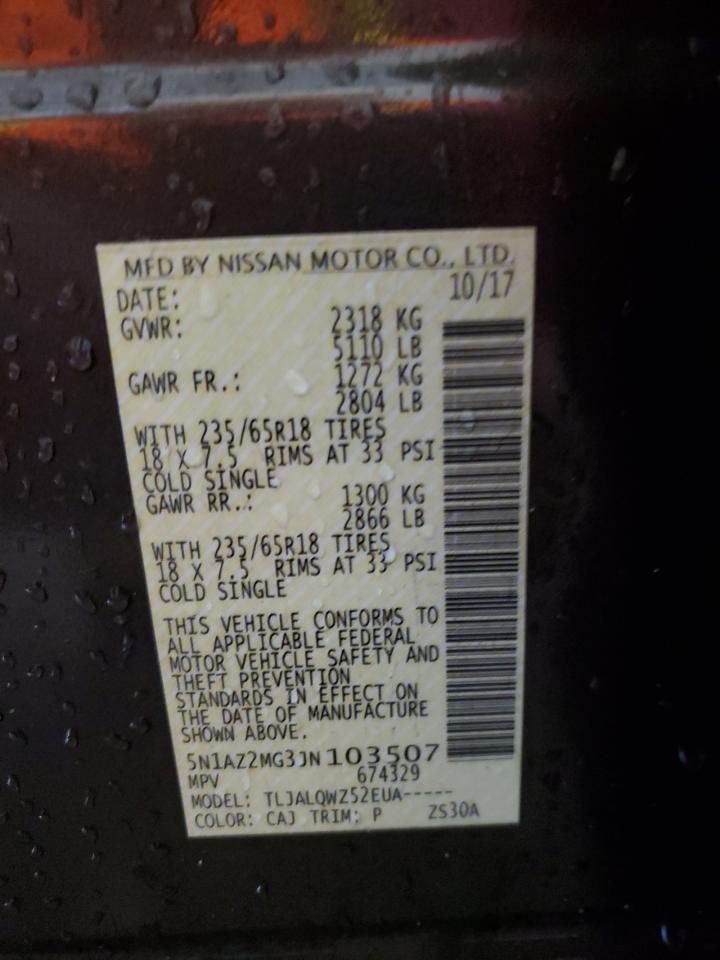 MFD BY NISSAN MOTOR CO., LTD.
DATE: 10/17
GVWR: 2318 KG
5110 LB
GAWR FR.: 1272 KG
2804 LB
WITH 235/65R18 TIRES
18 X 7.5 RIMS AT 33 PSI
COLD SINGLE
GAWR RR.: 1300 KG
2866 LB
WITH 235/65R18 TIRES
18 X 7.5 RIMS AT 33 PSI
COLD SINGLE
THIS VEHICLE CONFORMS TO
ALL APPLICABLE FEDERAL
MOTOR VEHICLE SAFETY AND
THEFT PREVENTION
STANDARDS IN EFFECT ON
THE DATE OF MANUFACTURE
SHOWN ABOVE.
5N1AZ2MG3JN103507
MPV 674329
MODEL: TLJALQWZ52EUA-----
COLOR: CAJ TRIM: P ZS30A